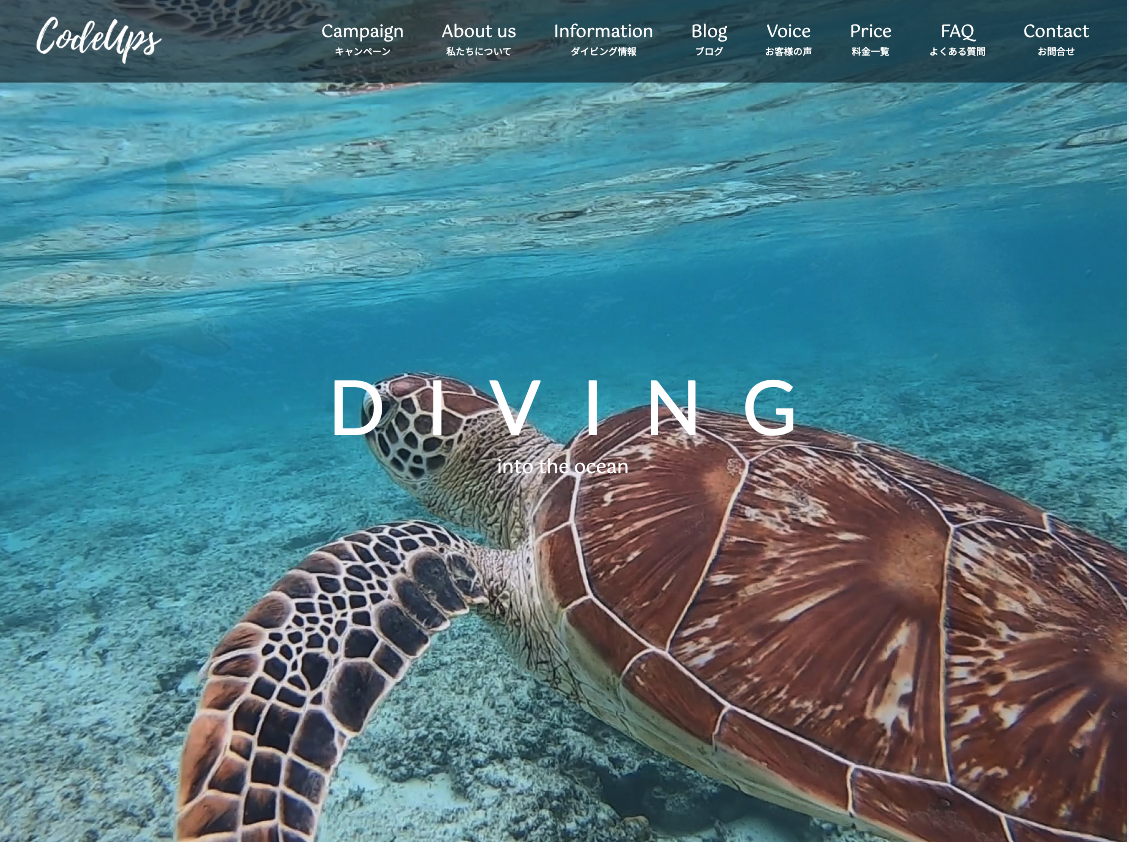 CodeUps
Campaign
キャンペーン
About us
私たちについて
Information
ダイビング情報
Blog
ブログ
Voice
お客様の声
Price
料金一覧
FAQ
よくある質問
Contact
お問合せ
DIVING
into the ocean